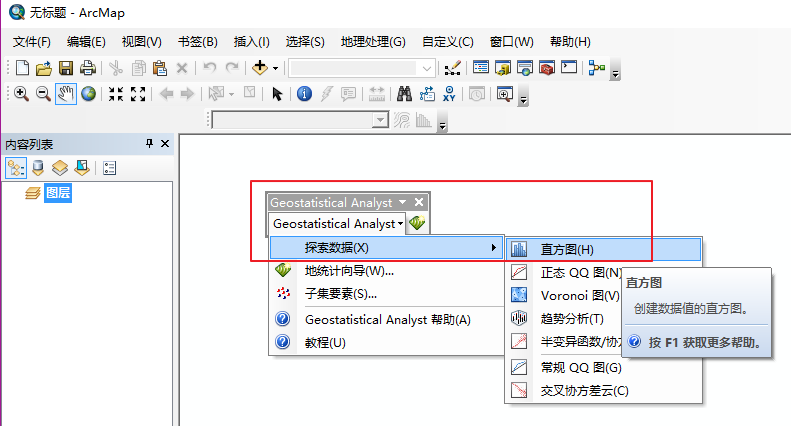 无标题 - ArcMap
文件(F) 编辑(E) 视图(V) 书签(B) 插入(I) 选择(S) 地理处理(G) 自定义(C) 窗口(W) 帮助(H)
内容列表
图层
Geostatistical Analyst
Geostatistical Analyst
探索数据(X)
地统计向导(W)...
子集要素(S)...
Geostatistical Analyst 帮助(A)
教程(U)
直方图(H)
正态 QQ 图(N)
Voronoi 图(V)
趋势分析(T)
半变异函数/协方
常规 QQ 图(G)
交叉协方差云(C)
直方图
创建数据值的直方图。
按 F1 获取更多帮助。